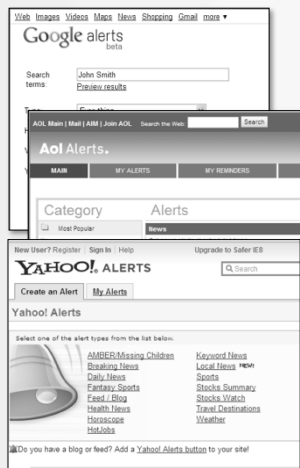 Web Images Videos Maps News Shopping Gmail more ▼
Google alerts
beta
Search terms: John Smith
Preview results
AOL Main | Mail | AIM | Join AOL Search the Web: Search
Aol Alerts.
MAIN MY ALERTS MY REMINDERS
Category Alerts
Most Popular News
New User? Register Sign In Help Upgrade to Safer IE8
YAHOO! ALERTS Search
Create an Alert My Alerts
Yahoo! Alerts
Select one of the alert types from the list below.
AMBER/Missing Children
Breaking News
Daily News
Fantasy Sports
Feed / Blog
Health News
Horoscope
HotJobs
Keyword News
Local News NEW!
Sports
Stocks Summary
Stocks Watch
Travel Destinations
Weather
Do you have a blog or feed? Add a Yahoo! Alerts button to your site!